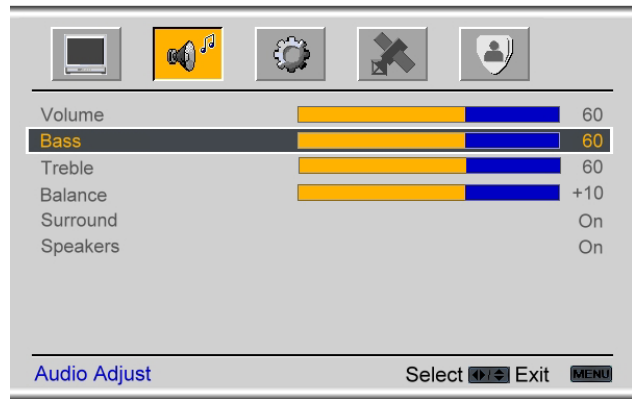 Volume 60
Bass 60
Treble 60
Balance +10
Surround On
Speakers On
Audio Adjust Select Exit MENU